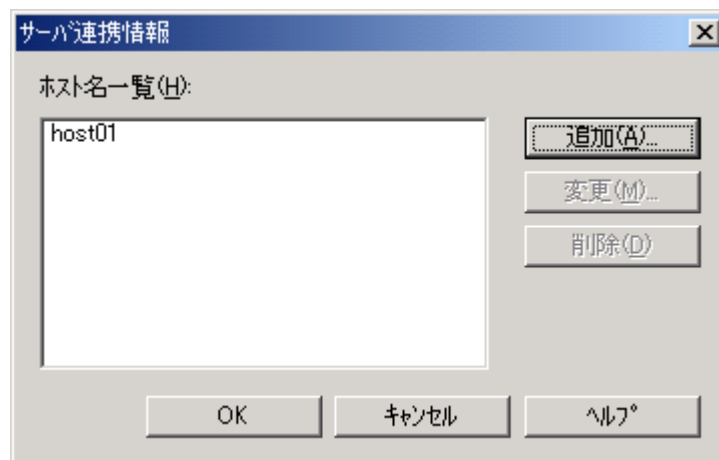 サーバ連携情報
ホスト名一覧(H):
host01
追加(A)...
変更(M)...
削除(D)
OK
キャンセル
ヘルプ